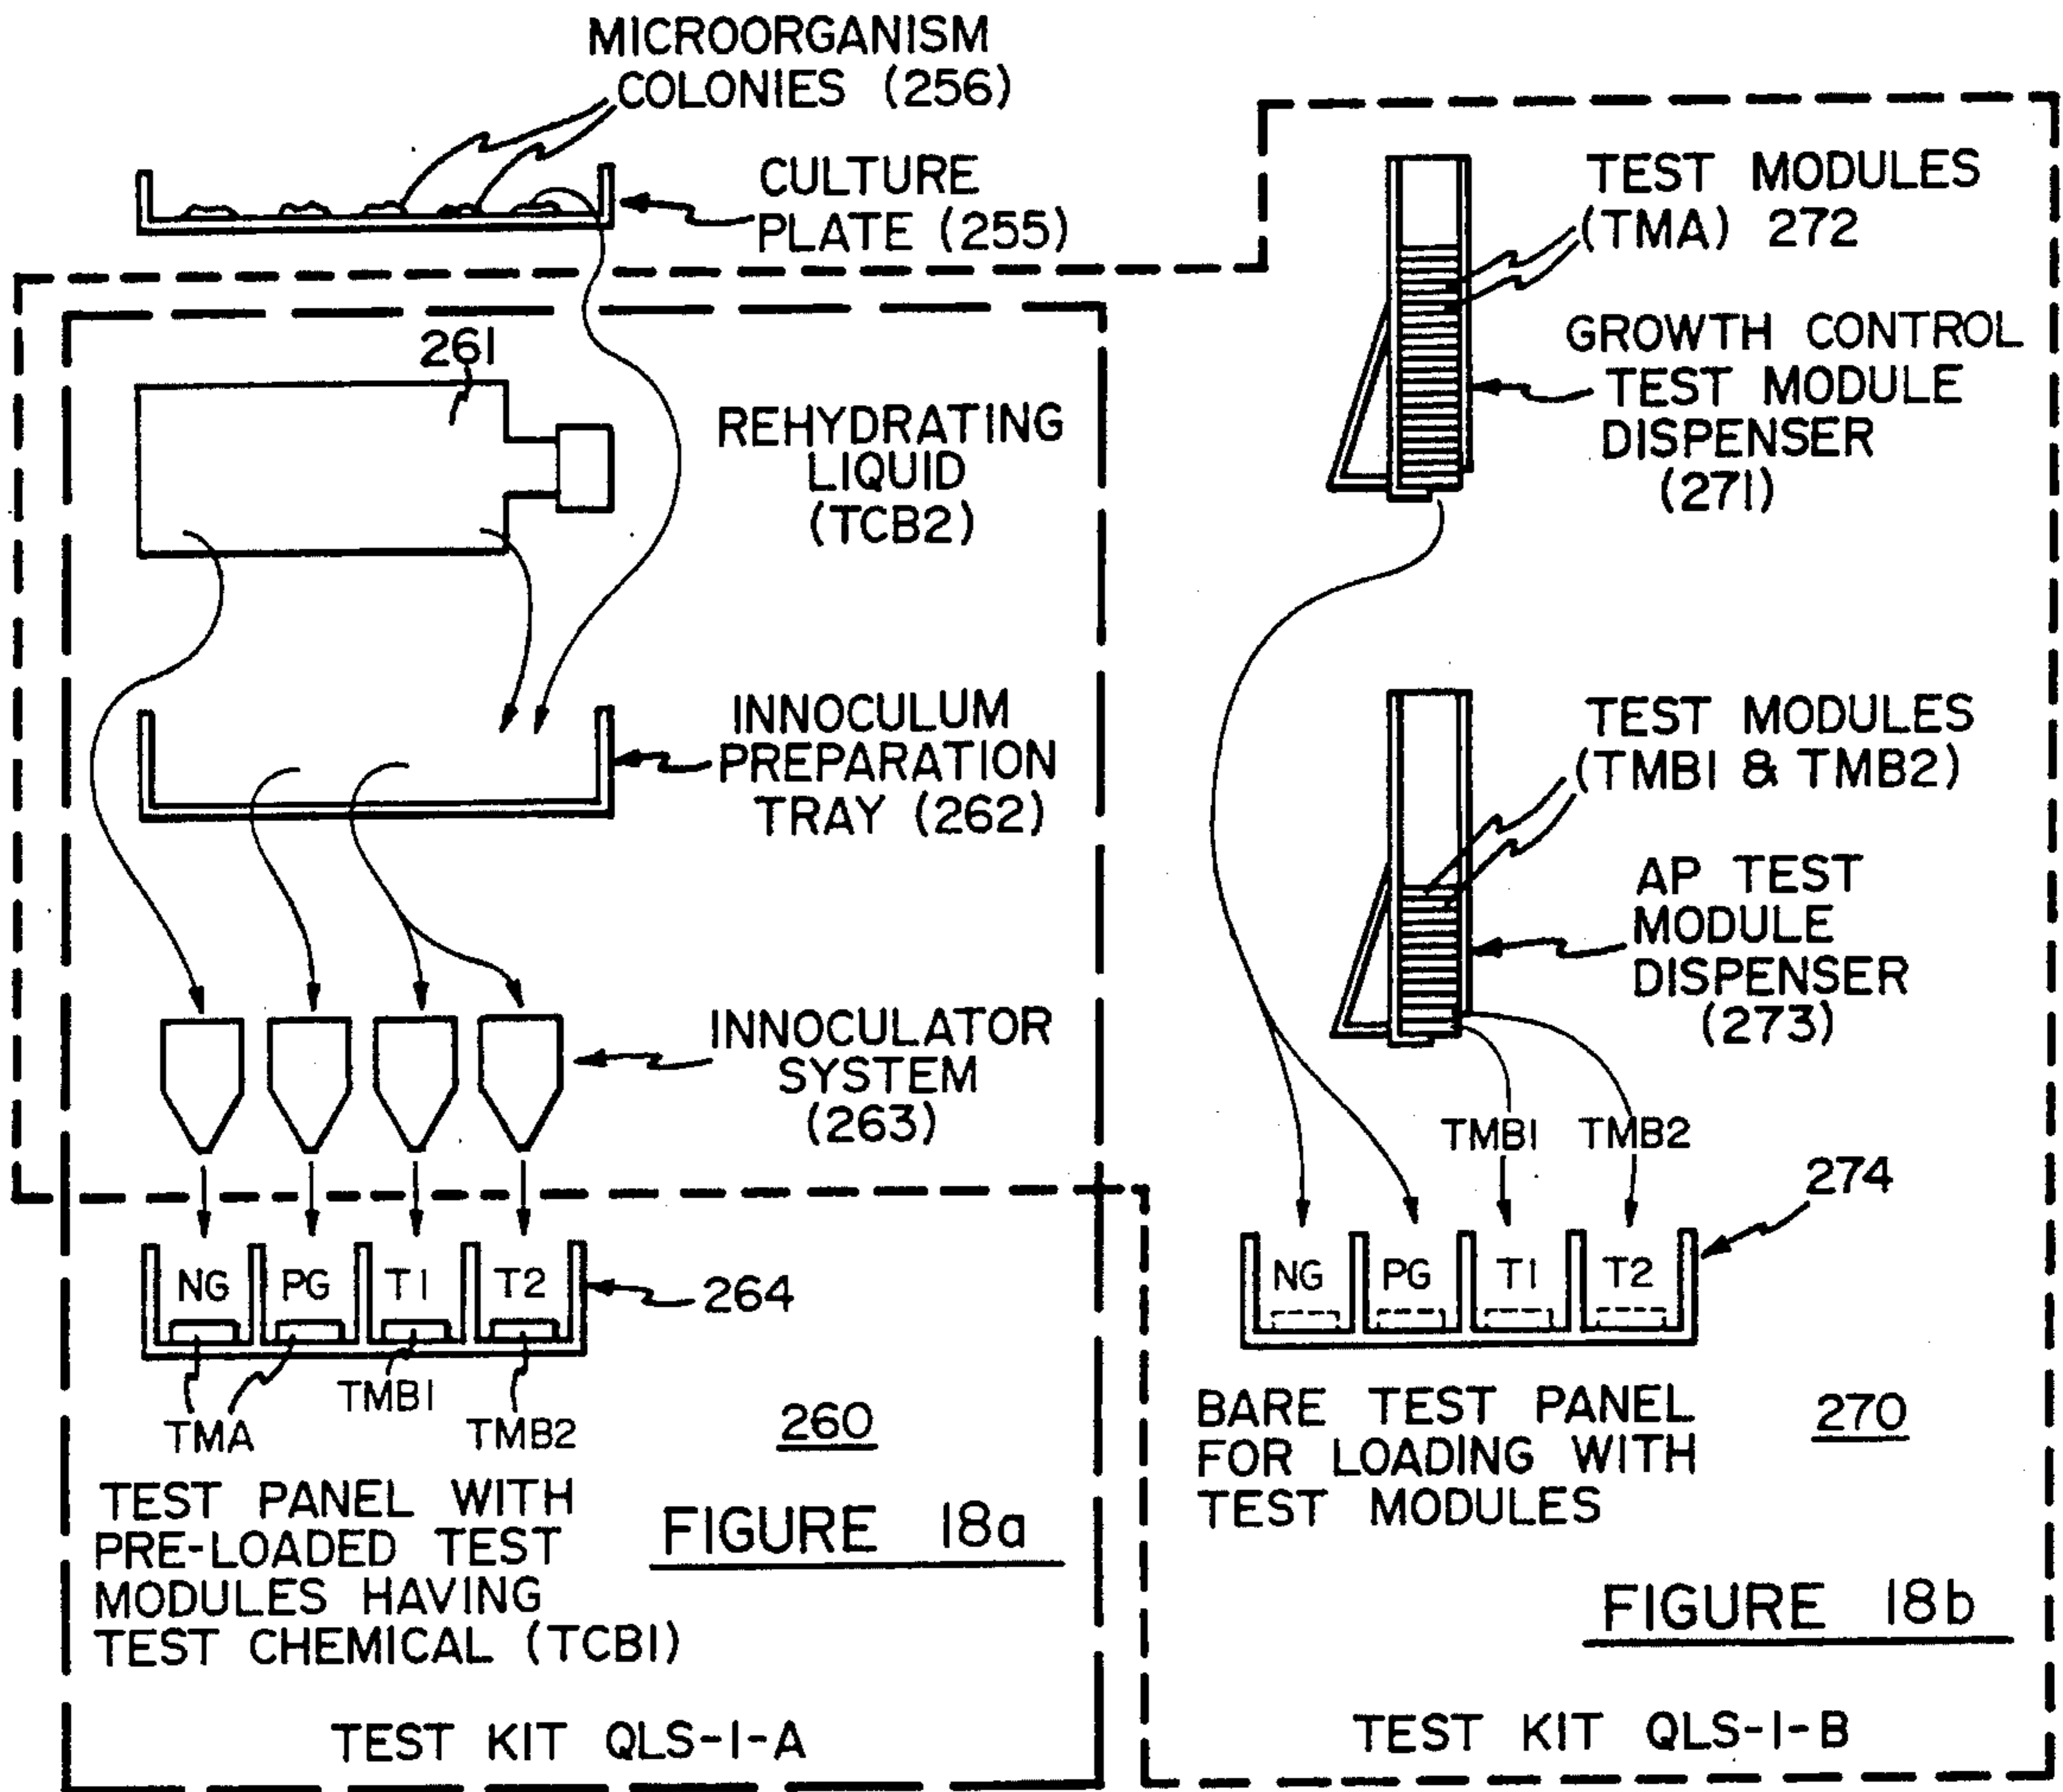 MICROORGANISM
COLONIES (256)
CULTURE
PLATE (255)
261
REHYDRATING
LIQUID
(TCB2)
INNOCULUM
PREPARATION
TRAY (262)
INNOCULATOR
SYSTEM
(263)
NG PG T1 T2
264
TMA
TMB1
TMB2
260
TEST PANEL WITH
PRE-LOADED TEST
MODULES HAVING
TEST CHEMICAL (TCB1)
FIGURE 18a
TEST KIT QLS-1-A
TEST MODULES
(TMA) 272
GROWTH CONTROL
TEST MODULE
DISPENSER
(271)
TEST MODULES
(TMB1 & TMB2)
AP TEST
MODULE
DISPENSER
(273)
TMB1 TMB2
274
NG PG T1 T2
BARE TEST PANEL
FOR LOADING WITH
TEST MODULES
270
FIGURE 18b
TEST KIT QLS-1-B